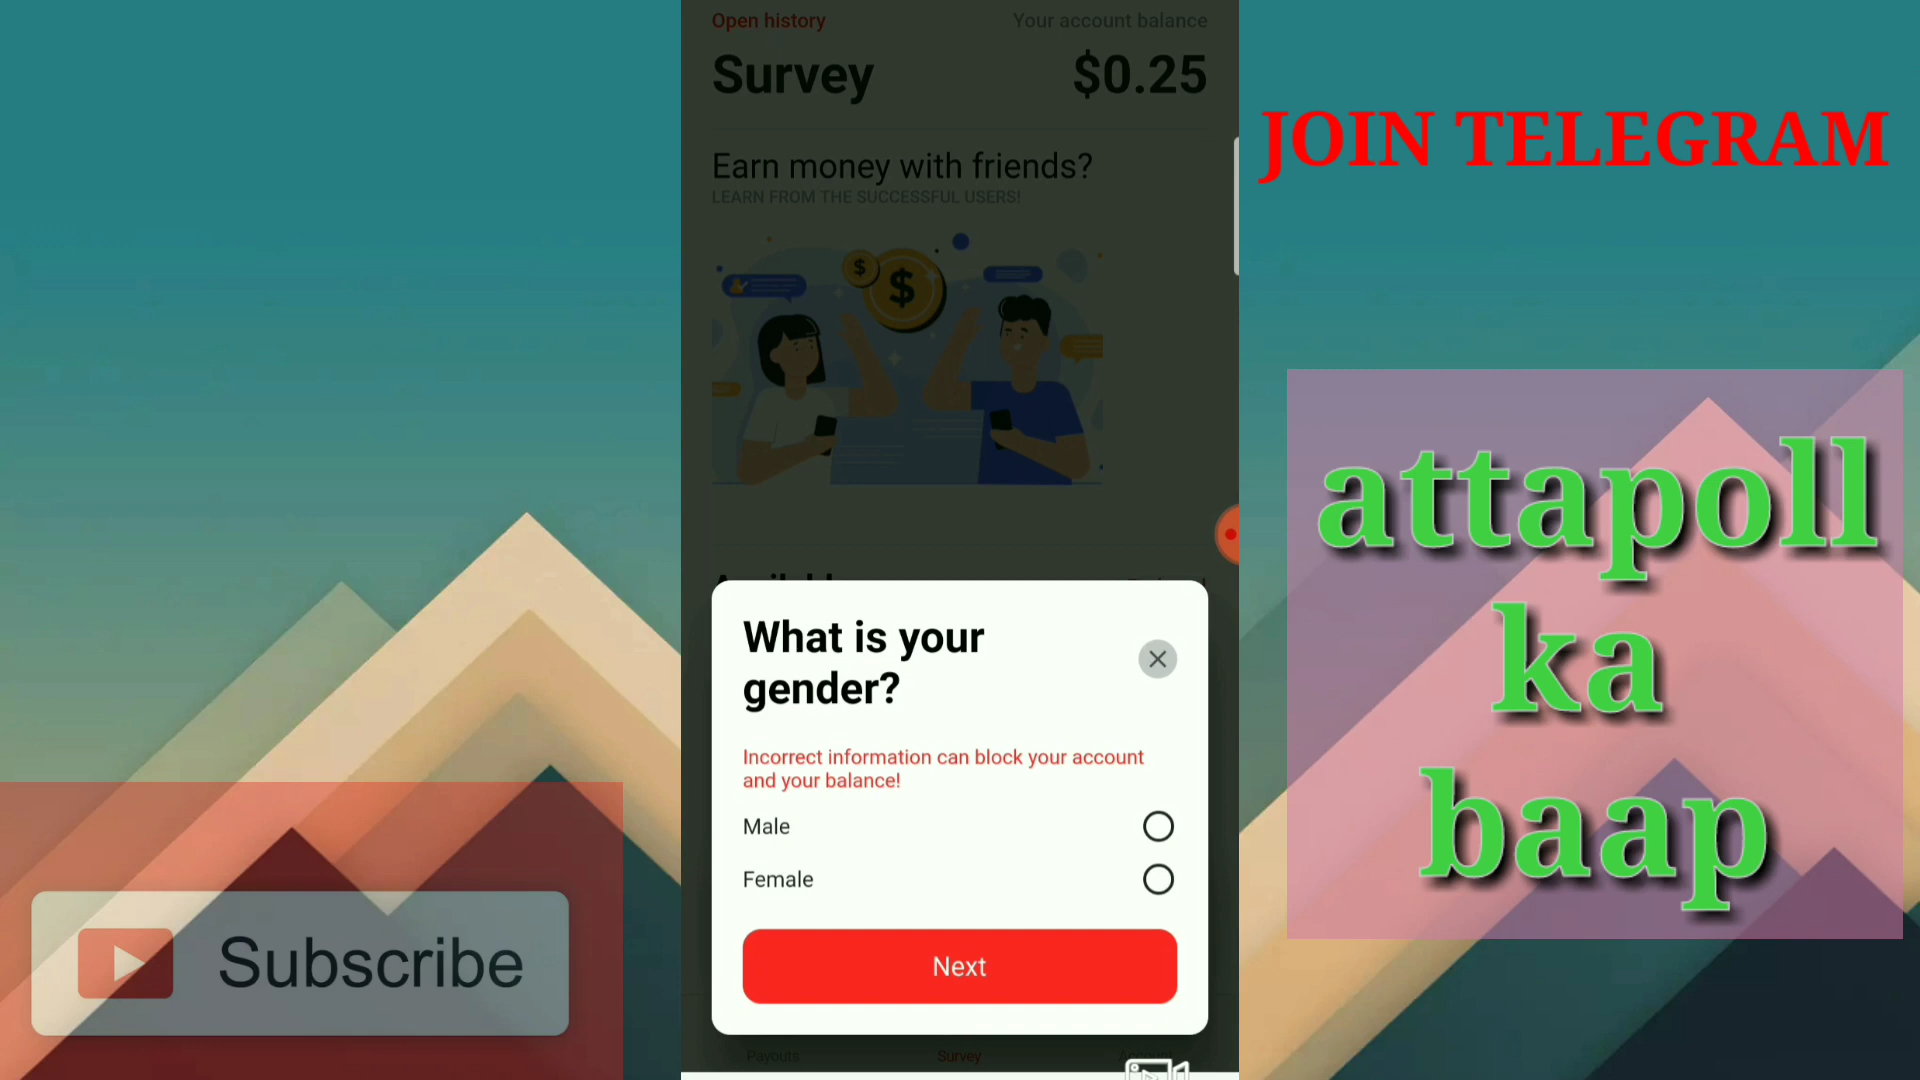 Open history
Your account balance
Survey
$0.25
Earn money with friends?
LEARN FROM THE SUCCESSFUL USERS!
What is your
gender?
Incorrect information can block your account
and your balance!
Male
Female
Next
Payouts
Survey
Account
Subscribe
JOIN TELEGRAM
attapoll
ka
baap